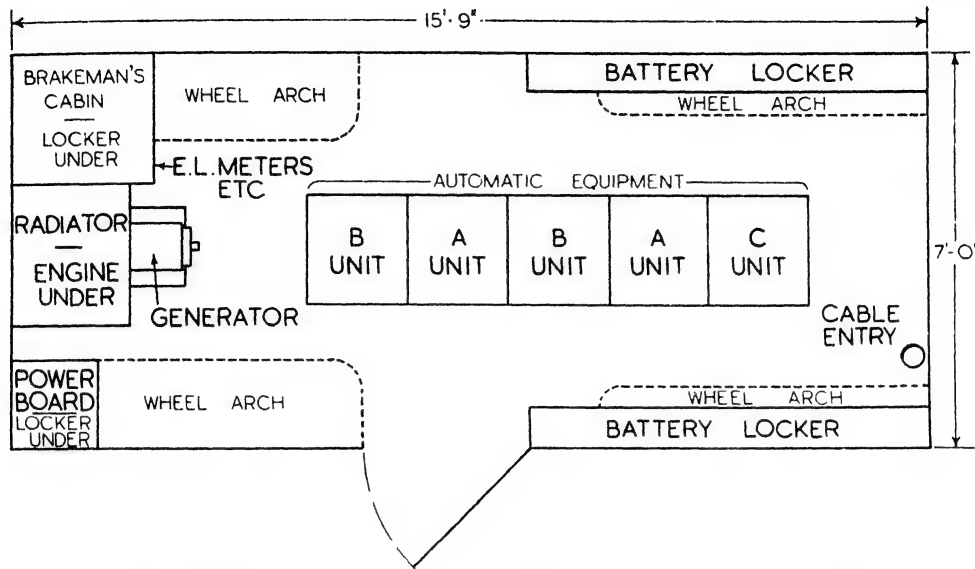 15'-9"
BRAKEMAN'S
CABIN
LOCKER
UNDER
WHEEL ARCH
BATTERY LOCKER
WHEEL ARCH
E.L. METERS
ETC
AUTOMATIC EQUIPMENT
RADIATOR
ENGINE
UNDER
GENERATOR
B
UNIT
A
UNIT
B
UNIT
A
UNIT
C
UNIT
7'-0"
CABLE
ENTRY
POWER
BOARD
LOCKER
UNDER
WHEEL ARCH
WHEEL ARCH
BATTERY LOCKER